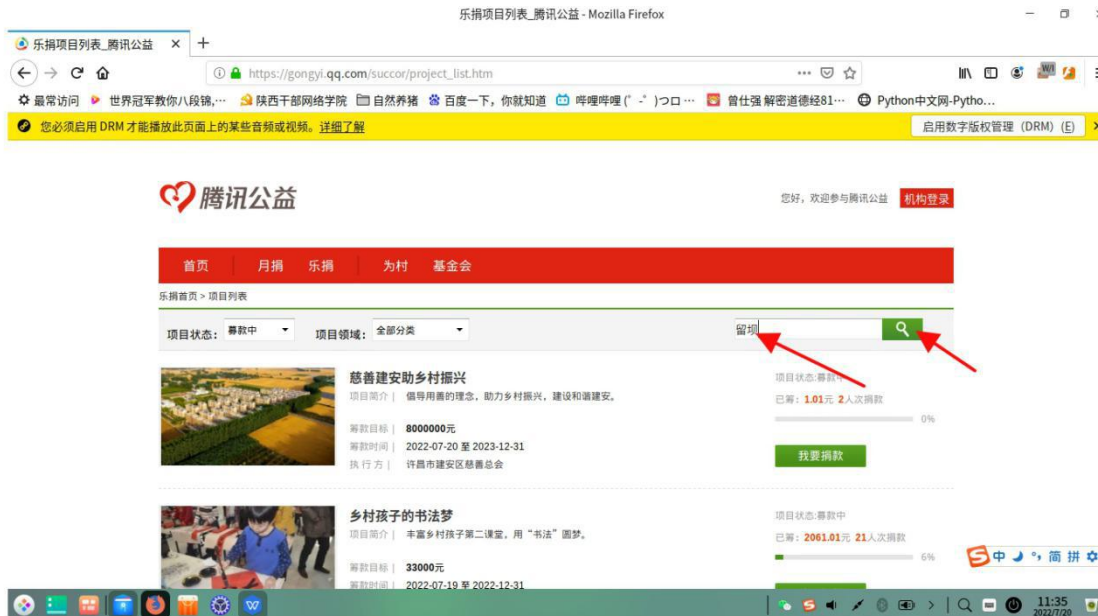 乐捐项目列表_腾讯公益 - Mozilla Firefox
乐捐项目列表_腾讯公益
https://gongyi.qq.com/succor/project_list.htm
最常访问 世界冠军教你八段锦,… 陕西干部网络学院 自然养猪 百度一下，你就知道 哔哩哔哩 (゜-゜)つロ … 曾仕强 解密道德经81… Python中文网-Pytho…
您必须启用 DRM 才能播放此页面上的某些音频或视频。详细了解 启用数字版权管理（DRM）(E)
腾讯公益
您好，欢迎参与腾讯公益 机构登录
首页 月捐 乐捐 为村 基金会
乐捐首页 > 项目列表
项目状态： 募款中 项目领域： 全部分类 留坝
慈善建安助乡村振兴 项目状态:募款中
项目简介 | 倡导用善的理念，助力乡村振兴，建设和谐建安。
已筹：1.01元 2人次捐款
0%
筹款目标 | 8000000元
筹款时间 | 2022-07-20 至 2023-12-31
我要捐款
执 行 方 | 许昌市建安区慈善总会
乡村孩子的书法梦 项目状态:募款中
项目简介 | 丰富乡村孩子第二课堂，用“书法”圆梦。
已筹：2061.01元 21人次捐款
6%
筹款目标 | 33000元
筹款时间 | 2022-07-19 至 2022-12-31
中 简 拼
11:35
2022/7/20